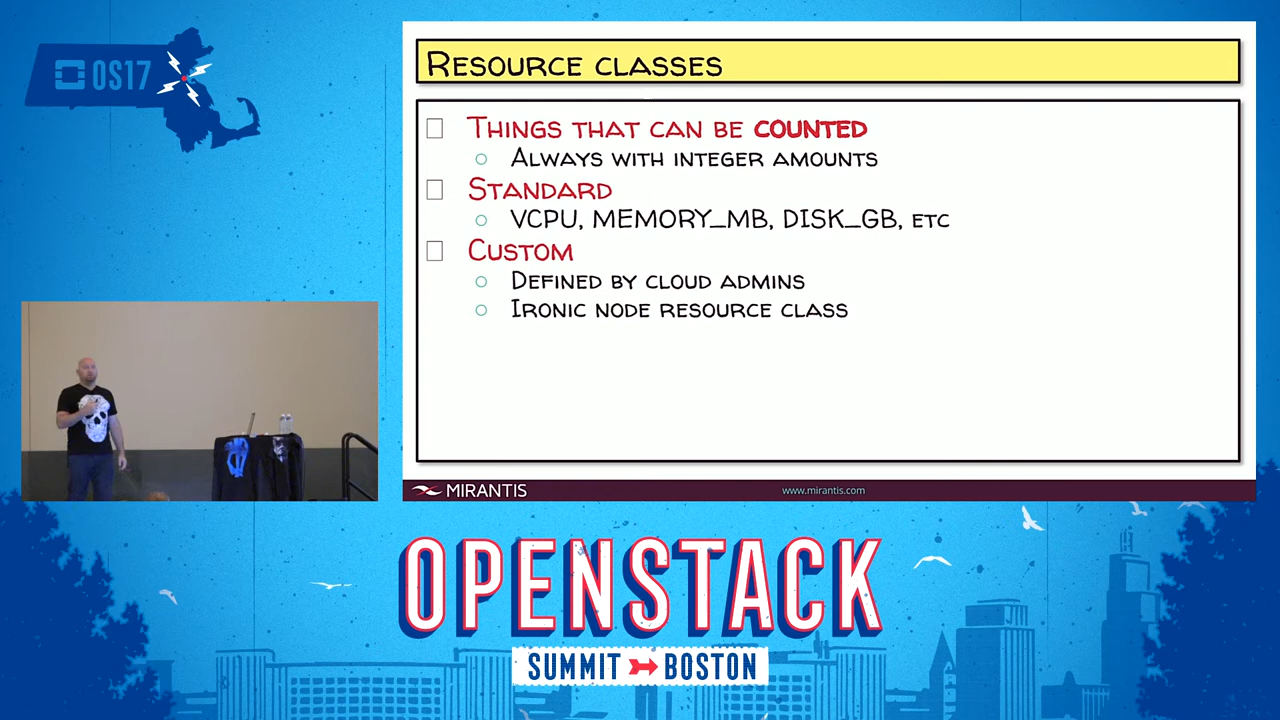 OS17
RESOURCE CLASSES
THINGS THAT CAN BE COUNTED
ALWAYS WITH INTEGER AMOUNTS
STANDARD
VCPU, MEMORY_MB, DISK_GB, ETC
CUSTOM
DEFINED BY CLOUD ADMINS
IRONIC NODE RESOURCE CLASS
MIRANTIS
www.mirantis.com
OPENSTACK
SUMMIT BOSTON